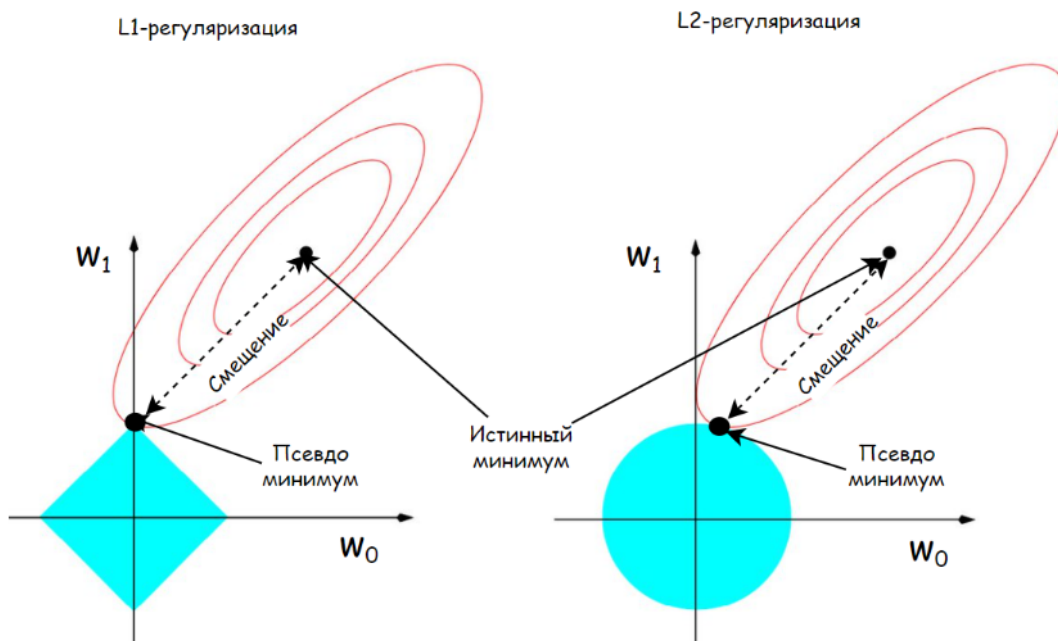 L1-регуляризация
L2-регуляризация
W₁
Смещение
Псевдо
минимум
W₀
Истинный
минимум
W₁
Смещение
Псевдо
минимум
W₀